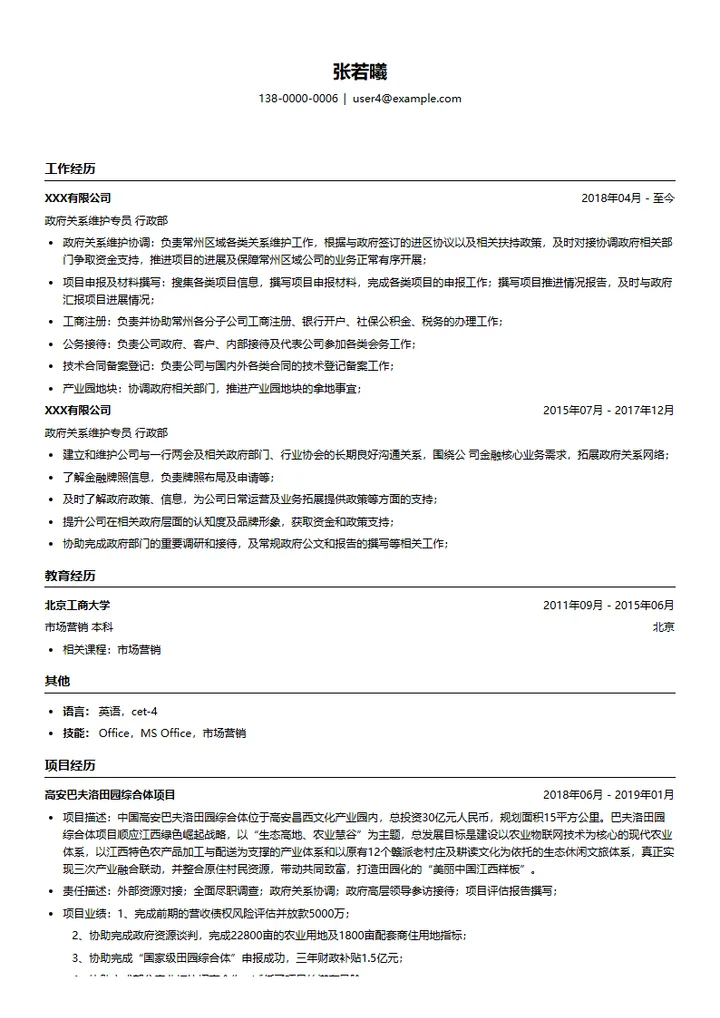 张若曦
138-0000-0006 | user4@example.com
工作经历
XXX有限公司 2018年04月 - 至今
政府关系维护专员 行政部
• 政府关系维护协调：负责常州区域各类关系维护工作，根据与政府签订的进区协议以及相关扶持政策，及时对接协调政府相关部
门争取资金支持，推进项目的进展及保障常州区域公司的业务正常有序开展；
• 项目申报及材料撰写：搜集各类项目信息，撰写项目申报材料，完成各类项目的申报工作；撰写项目推进情况报告，及时与政府
汇报项目进展情况；
• 工商注册：负责并协助常州各分子公司工商注册、银行开户、社保公积金、税务的办理工作；
• 公务接待：负责公司政府、客户、内部接待及代表公司参加各类会务工作；
• 技术合同备案登记：负责公司与国内外各类合同的技术登记备案工作；
• 产业园地块：协调政府相关部门，推进产业园地块的拿地事宜；
XXX有限公司 2015年07月 - 2017年12月
政府关系维护专员 行政部
• 建立和维护公司与一行两会及相关政府部门、行业协会的长期良好沟通关系，围绕公 司金融核心业务需求，拓展政府关系网络；
• 了解金融牌照信息，负责牌照布局及申请等；
• 及时了解政府政策、信息，为公司日常运营及业务拓展提供政策等方面的支持；
• 提升公司在相关政府层面的认知度及品牌形象，获取资金和政策支持；
• 协助完成政府部门的重要调研和接待，及常规政府公文和报告的撰写等相关工作；
教育经历
北京工商大学 2011年09月 - 2015年06月
市场营销 本科 北京
• 相关课程：市场营销
其他
• 语言： 英语，cet-4
• 技能： Office，MS Office，市场营销
项目经历
高安巴夫洛田园综合体项目 2018年06月 - 2019年01月
• 项目描述：中国高安巴夫洛田园综合体位于高安昌西文化产业园内，总投资30亿元人民币，规划面积15平方公里。巴夫洛田园
综合体项目顺应江西绿色崛起战略，以“生态高地、农业慧谷”为主题，总发展目标是建设以农业物联网技术为核心的现代农业
体系，以江西特色农产品加工与配送为支撑的产业体系和以原有12个赣派老村庄及耕读文化为依托的生态休闲文旅体系，真正实
现三次产业融合联动，并整合原住村民资源，带动共同致富，打造田园化的“美丽中国江西样板”。
• 责任描述：外部资源对接；全面尽职调查；政府关系协调；政府高层领导参访接待；项目评估报告撰写；
• 项目业绩：1、完成前期的营收债权风险评估并放款5000万；
2、协助完成政府资源谈判，完成22800亩的农业用地及1800亩配套商住用地指标；
3、协助完成“国家级田园综合体”申报成功，三年财政补贴1.5亿元；